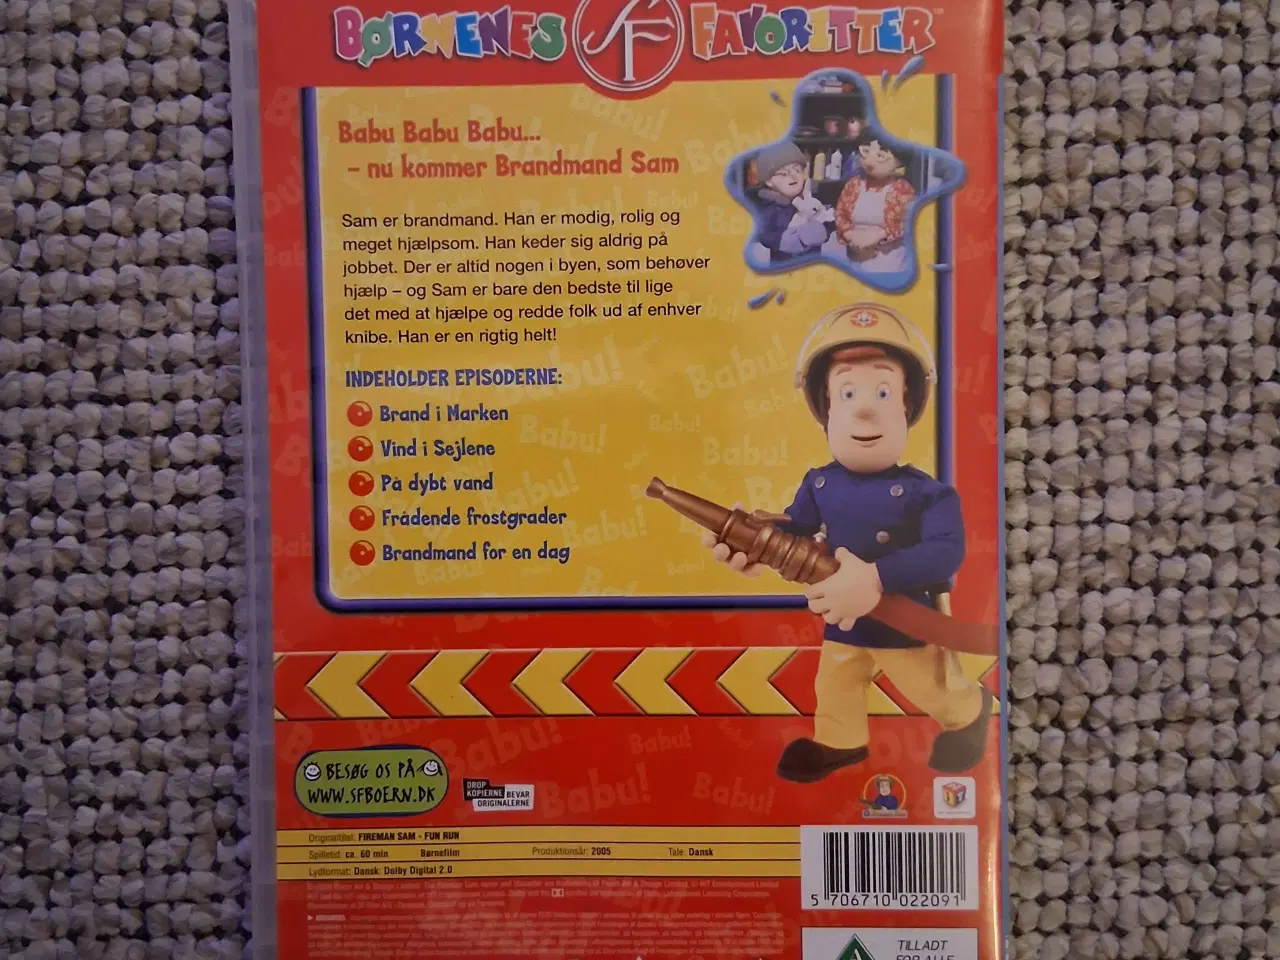 BØRNENES SF FAVORITTER
Babu Babu Babu...
- nu kommer Brandmand Sam
Sam er brandmand. Han er modig, rolig og
meget hjælpsom. Han keder sig aldrig på
jobbet. Der er altid nogen i byen, som behøver
hjælp – og Sam er bare den bedste til lige
det med at hjælpe og redde folk ud af enhver
knibe. Han er en rigtig helt!
INDEHOLDER EPISODERNE:
Brand i Marken
Vind i Sejlene
På dybt vand
Frådende frostgrader
Brandmand for en dag
BESØG OS PÅ
WWW.SFBOERN.DK
DROP
KOPIERNE BEVAR
ORIGINALERNE
Originaltitel: FIREMAN SAM - FUN RUN
Spilletid: ca. 60 min Børnefilm Produktionsår: 2005 Tale: Dansk
Lydformat: Dansk: Dolby Digital 2.0
5 706710 022091
TILLADT
FOR ALLE